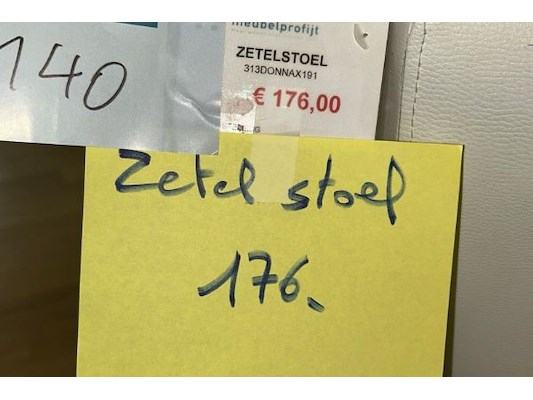 140
meubelprofijt
ZETELSTOEL
313DONNAX191
€ 176,00
Zetel stoel
176.